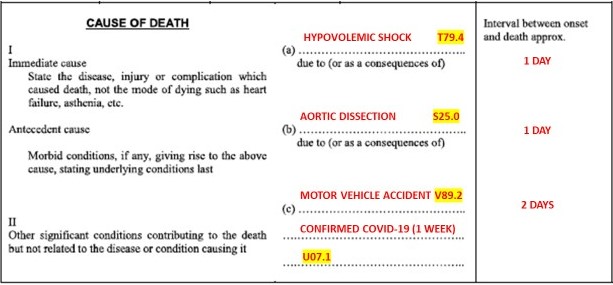 CAUSE OF DEATH
Interval between onset
and death approx.
I
HYPOVOLEMIC SHOCK T79.4
(a) ..........................................
Immediate cause
due to (or as a consequences of)
1 DAY
State the disease, injury or complication which
caused death, not the mode of dying such as heart
failure, asthenia, etc.
AORTIC DISSECTION S25.0
Antecedent cause
(b) ..........................................
1 DAY
due to (or as a consequences of)
Morbid conditions, if any, giving rise to the above
cause, stating underlying conditions last
MOTOR VEHICLE ACCIDENT V89.2
(c) ..........................................
2 DAYS
II
Other significant conditions contributing to the death
but not related to the disease or condition causing it
CONFIRMED COVID-19 (1 WEEK)
U07.1